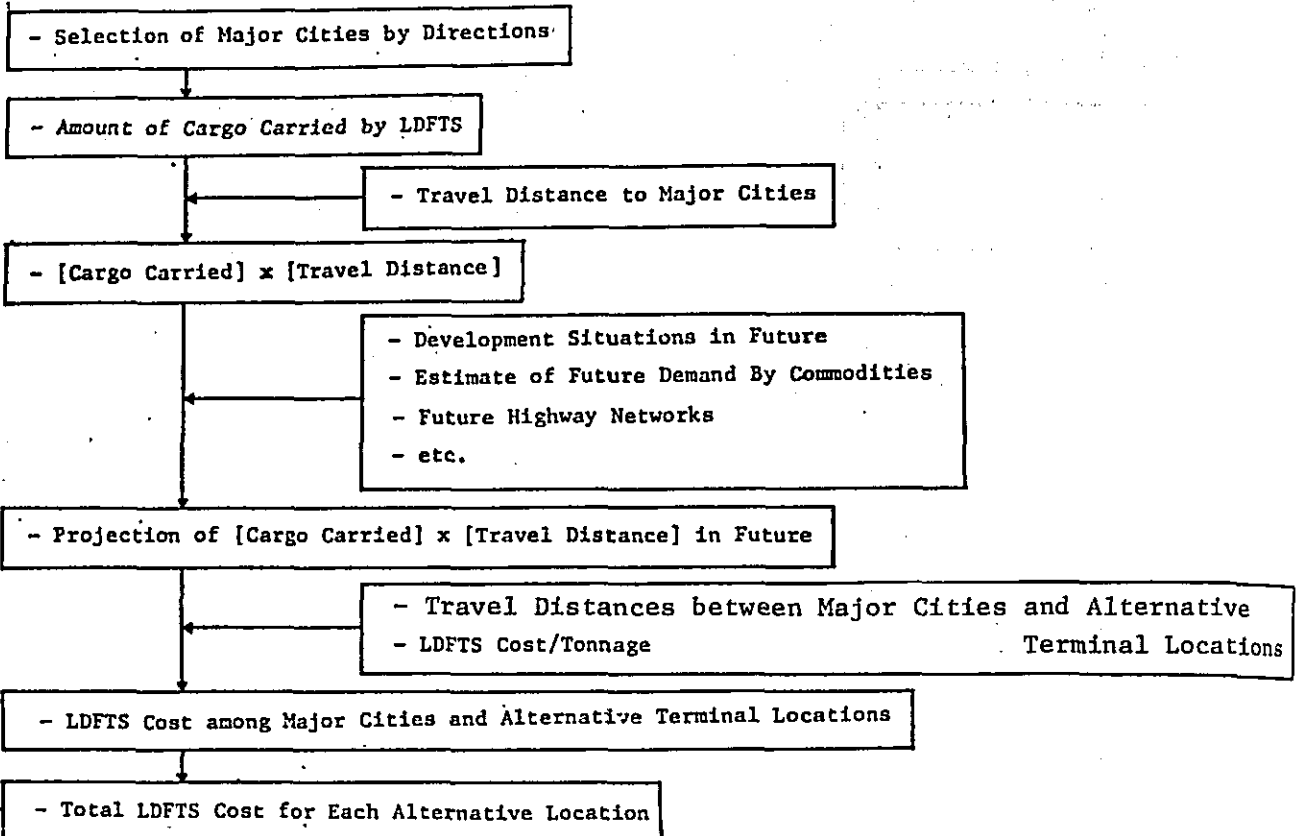 - Selection of Major Cities by Directions
- Amount of Cargo Carried by LDFTS
- Travel Distance to Major Cities
- [Cargo Carried] x [Travel Distance]
- Development Situations in Future
- Estimate of Future Demand By Commodities
- Future Highway Networks
- etc.
- Projection of [Cargo Carried] x [Travel Distance] in Future
- Travel Distances between Major Cities and Alternative
- LDFTS Cost/Tonnage Terminal Locations
- LDFTS Cost among Major Cities and Alternative Terminal Locations
- Total LDFTS Cost for Each Alternative Location